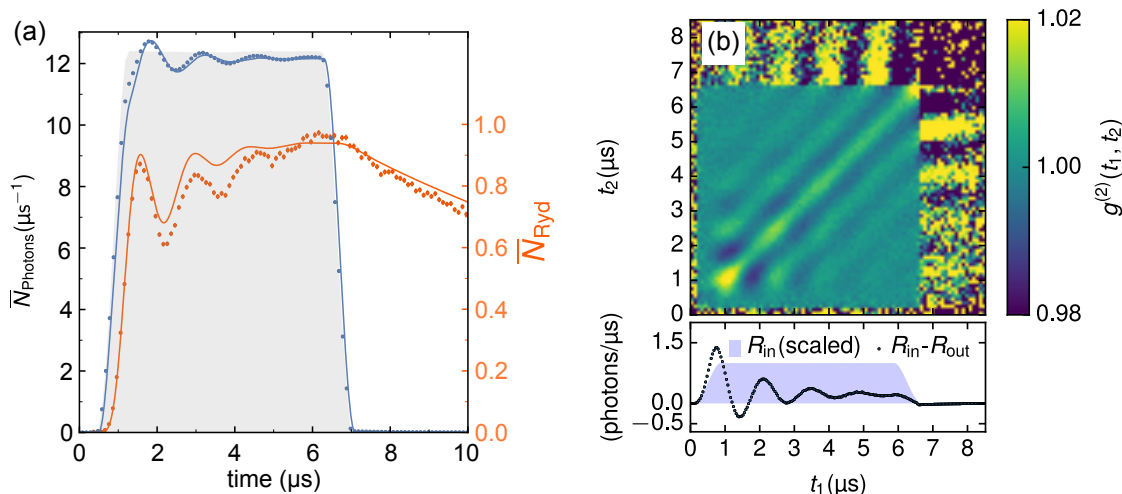 (a)
N̅Photons (μs⁻¹)
12
10
8
6
4
2
0
0 2 4 6 8 10
time (μs)
1.0
0.8
0.6
0.4
0.2
0.0
N̅Ryd
(b)
t₂(μs)
8
7
6
5
4
3
2
1
0
1.02
1.00
0.98
g⁽²⁾(t₁, t₂)
(photons/μs)
1.5
0.0
−0.5
Rin(scaled) • Rin-Rout
0 1 2 3 4 5 6 7 8
t₁(μs)